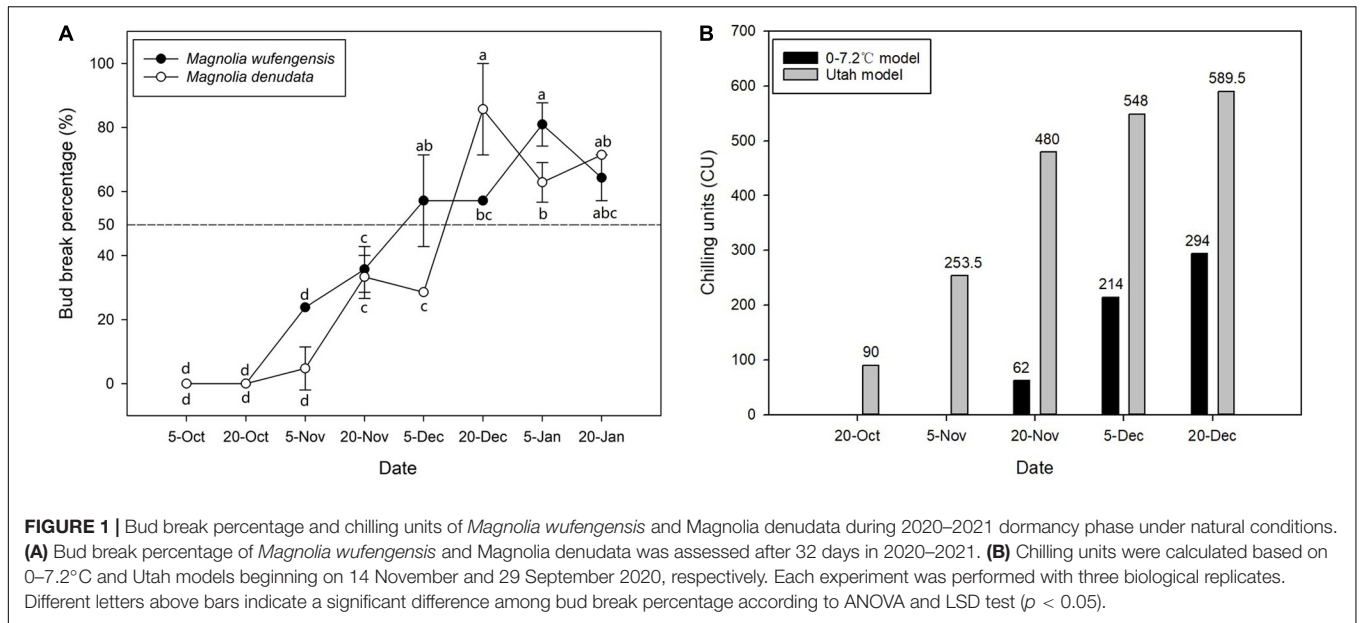 A
Magnolia wufengensis
Magnolia denudata
Bud break percentage (%)
100
80
60
50
40
20
0
d
d
d
d
d
d
c
c
ab
c
a
bc
a
b
ab
abc
5-Oct
20-Oct
5-Nov
20-Nov
5-Dec
20-Dec
5-Jan
20-Jan
Date
B
0-7.2℃ model
Utah model
Chilling units (CU)
700
600
500
400
300
200
100
0
90
253.5
62
480
214
548
294
589.5
20-Oct
5-Nov
20-Nov
5-Dec
20-Dec
Date
FIGURE 1 | Bud break percentage and chilling units of Magnolia wufengensis and Magnolia denudata during 2020–2021 dormancy phase under natural conditions.
(A) Bud break percentage of Magnolia wufengensis and Magnolia denudata was assessed after 32 days in 2020–2021. (B) Chilling units were calculated based on
0–7.2°C and Utah models beginning on 14 November and 29 September 2020, respectively. Each experiment was performed with three biological replicates.
Different letters above bars indicate a significant difference among bud break percentage according to ANOVA and LSD test (p < 0.05).